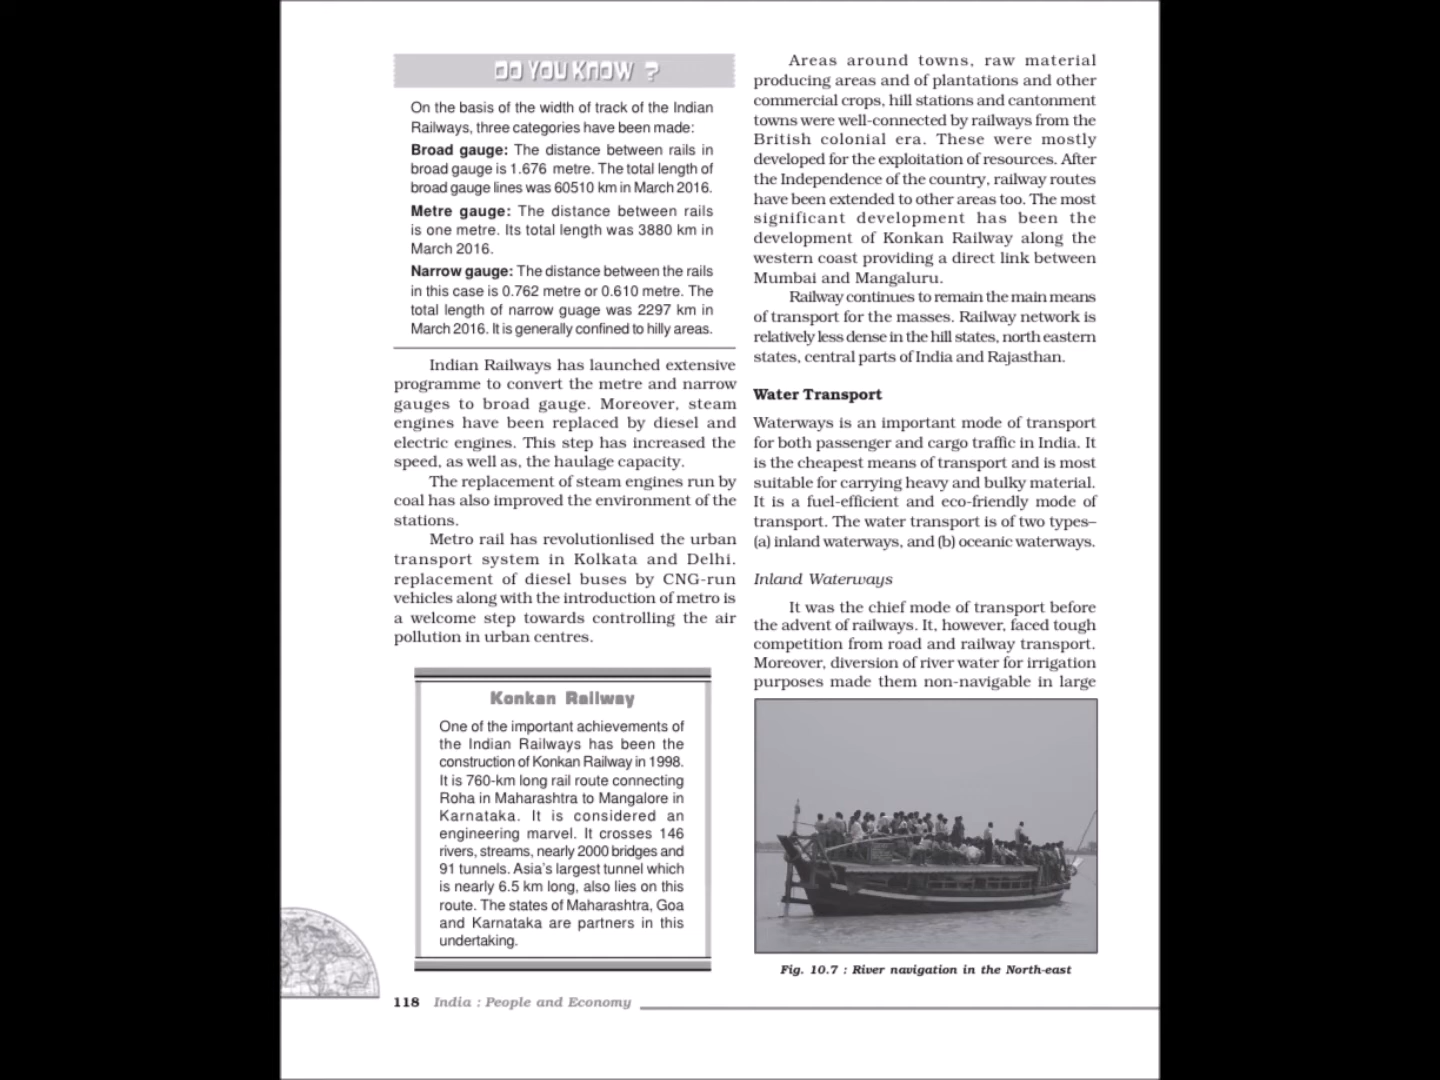 DO YOU KNOW ?
On the basis of the width of track of the Indian
Railways, three categories have been made:
Broad gauge: The distance between rails in
broad gauge is 1.676 metre. The total length of
broad gauge lines was 60510 km in March 2016.
Metre gauge: The distance between rails
is one metre. Its total length was 3880 km in
March 2016.
Narrow gauge: The distance between the rails
in this case is 0.762 metre or 0.610 metre. The
total length of narrow guage was 2297 km in
March 2016. It is generally confined to hilly areas.
Indian Railways has launched extensive
programme to convert the metre and narrow
gauges to broad gauge. Moreover, steam
engines have been replaced by diesel and
electric engines. This step has increased the
speed, as well as, the haulage capacity.
The replacement of steam engines run by
coal has also improved the environment of the
stations.
Metro rail has revolutionlised the urban
transport system in Kolkata and Delhi.
replacement of diesel buses by CNG-run
vehicles along with the introduction of metro is
a welcome step towards controlling the air
pollution in urban centres.
Konkan Railway
One of the important achievements of
the Indian Railways has been the
construction of Konkan Railway in 1998.
It is 760-km long rail route connecting
Roha in Maharashtra to Mangalore in
Karnataka. It is considered an
engineering marvel. It crosses 146
rivers, streams, nearly 2000 bridges and
91 tunnels. Asia's largest tunnel which
is nearly 6.5 km long, also lies on this
route. The states of Maharashtra, Goa
and Karnataka are partners in this
undertaking.
Areas around towns, raw material
producing areas and of plantations and other
commercial crops, hill stations and cantonment
towns were well-connected by railways from the
British colonial era. These were mostly
developed for the exploitation of resources. After
the Independence of the country, railway routes
have been extended to other areas too. The most
significant development has been the
development of Konkan Railway along the
western coast providing a direct link between
Mumbai and Mangaluru.
Railway continues to remain the main means
of transport for the masses. Railway network is
relatively less dense in the hill states, north eastern
states, central parts of India and Rajasthan.
Water Transport
Waterways is an important mode of transport
for both passenger and cargo traffic in India. It
is the cheapest means of transport and is most
suitable for carrying heavy and bulky material.
It is a fuel-efficient and eco-friendly mode of
transport. The water transport is of two types–
(a) inland waterways, and (b) oceanic waterways.
Inland Waterways
It was the chief mode of transport before
the advent of railways. It, however, faced tough
competition from road and railway transport.
Moreover, diversion of river water for irrigation
purposes made them non-navigable in large
Fig. 10.7 : River navigation in the North-east
118 India : People and Economy